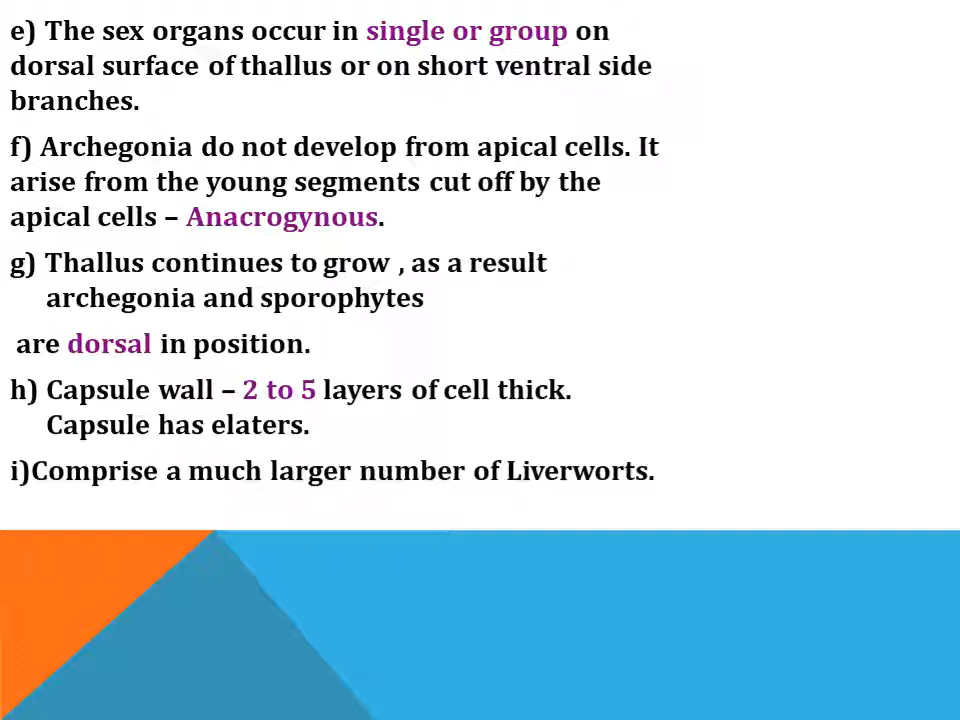 e) The sex organs occur in single or group on
dorsal surface of thallus or on short ventral side
branches.
f) Archegonia do not develop from apical cells. It
arise from the young segments cut off by the
apical cells – Anacrogynous.
g) Thallus continues to grow , as a result
archegonia and sporophytes
are dorsal in position.
h) Capsule wall – 2 to 5 layers of cell thick.
Capsule has elaters.
i)Comprise a much larger number of Liverworts.